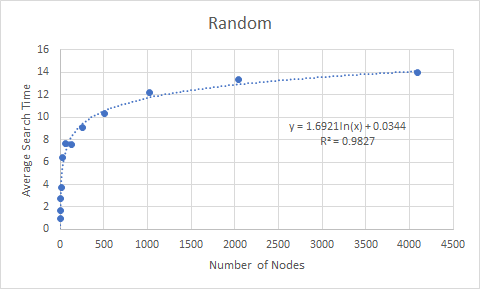 Random
16
14
12
10
8
6
4
2
0
Average Search Time
y = 1.6921ln(x) + 0.0344
R² = 0.9827
0 500 1000 1500 2000 2500 3000 3500 4000 4500
Number of Nodes